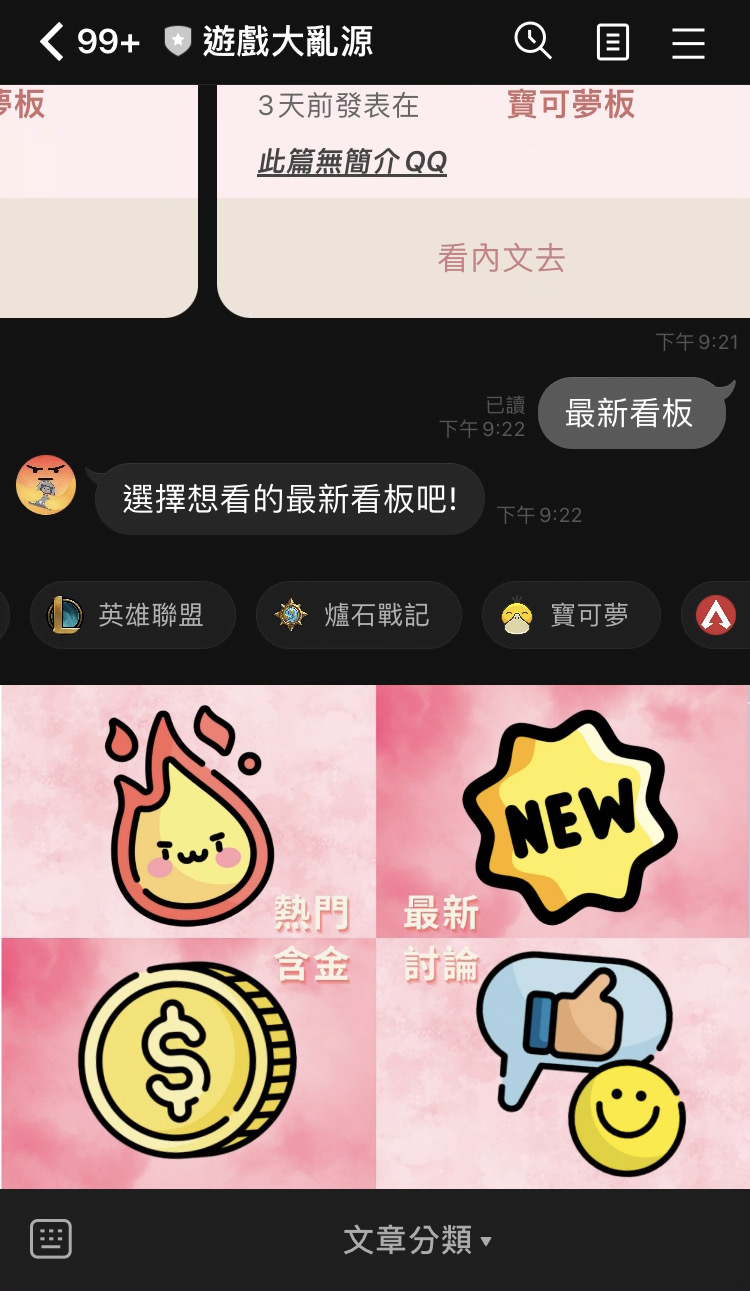 99+ 遊戲大亂源
夢板
3天前發表在 寶可夢板
此篇無簡介QQ
看內文去
下午9:21
已讀
下午9:22
最新看板
選擇想看的最新看板吧!
下午9:22
英雄聯盟 爐石戰記 寶可夢
NEW
熱門 最新
含金 討論
$
文章分類▼